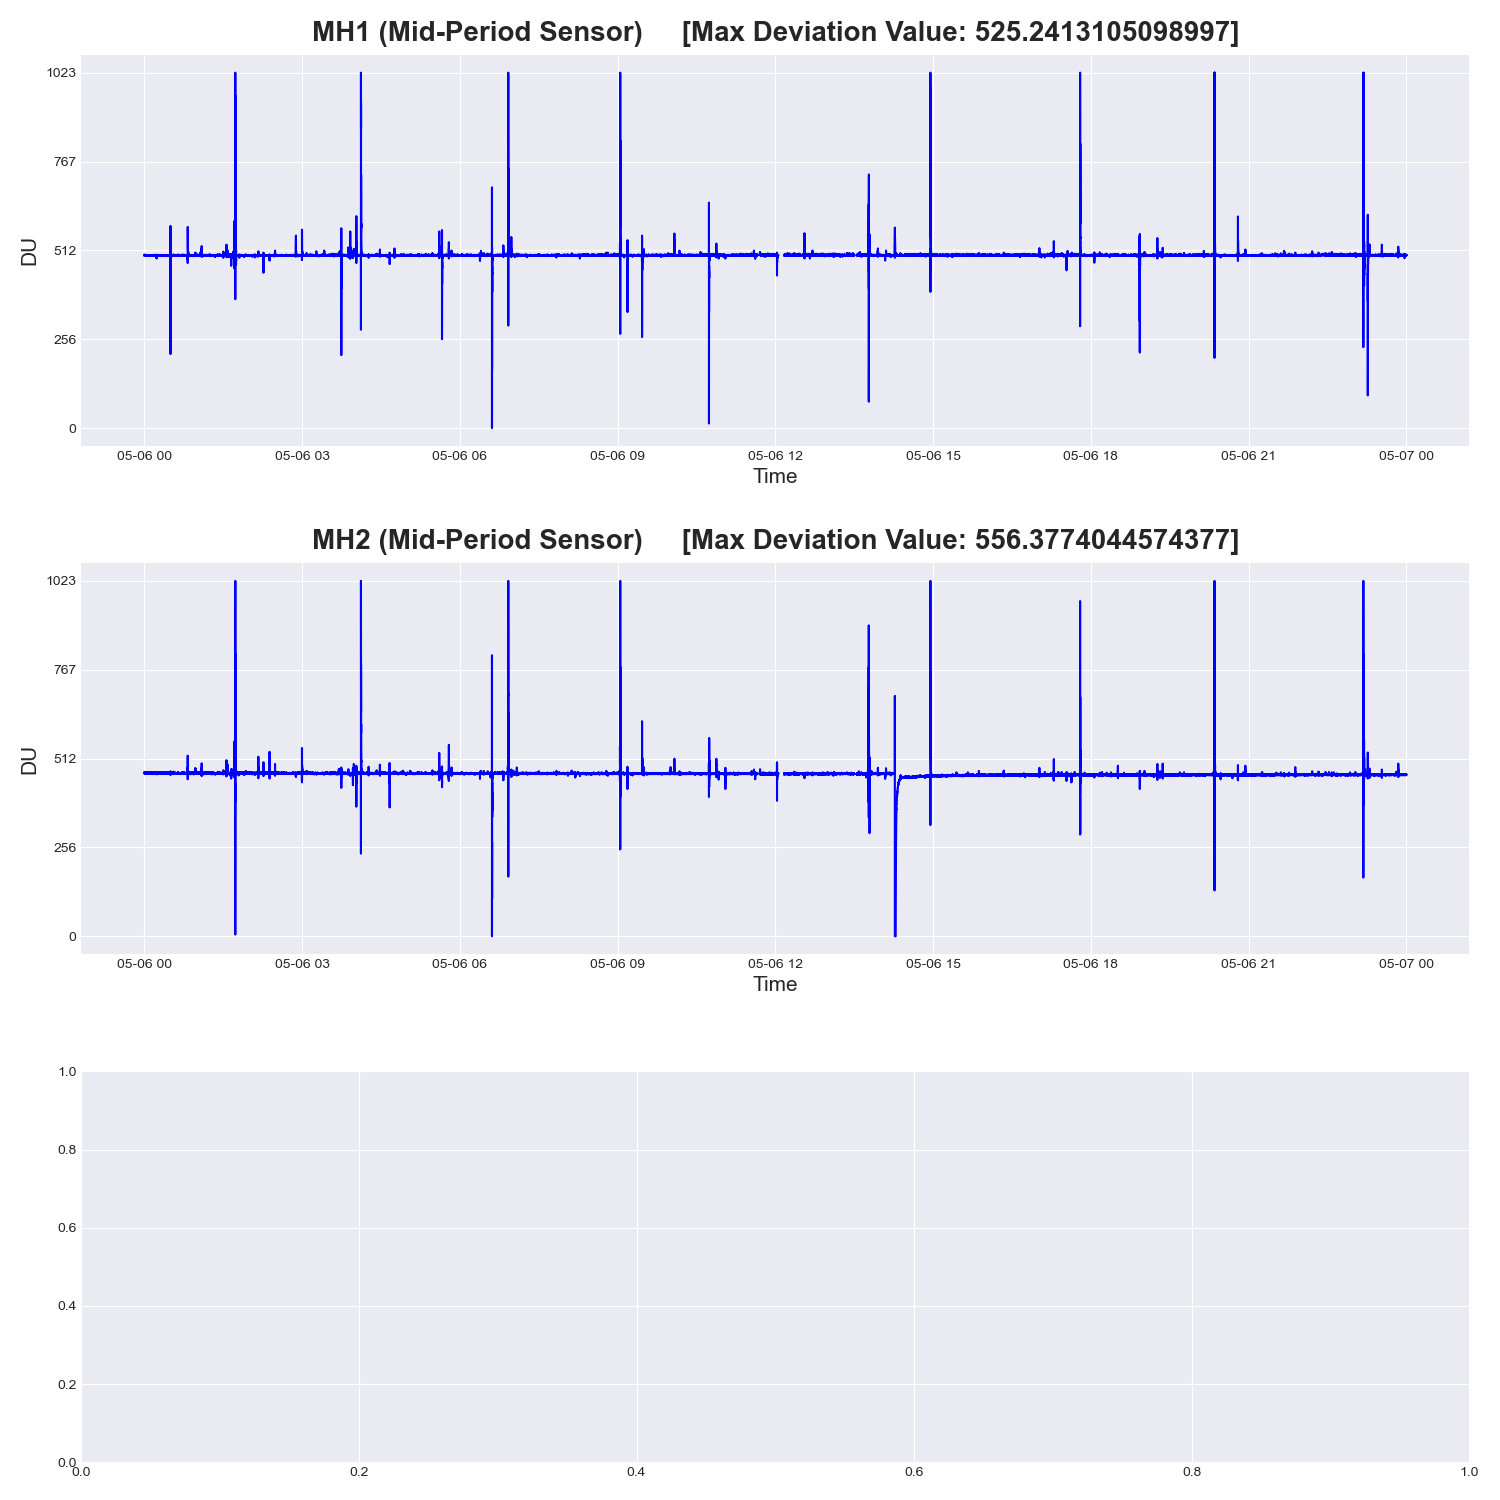 MH1 (Mid-Period Sensor) [Max Deviation Value: 525.2413105098997]
1023
767
512
256
0
DU
05-06 00 05-06 03 05-06 06 05-06 09 05-06 12 05-06 15 05-06 18 05-06 21 05-07 00
Time
MH2 (Mid-Period Sensor) [Max Deviation Value: 556.3774044574377]
1023
767
512
256
0
DU
05-06 00 05-06 03 05-06 06 05-06 09 05-06 12 05-06 15 05-06 18 05-06 21 05-07 00
Time
1.0
0.8
0.6
0.4
0.2
0.0
0.0 0.2 0.4 0.6 0.8 1.0